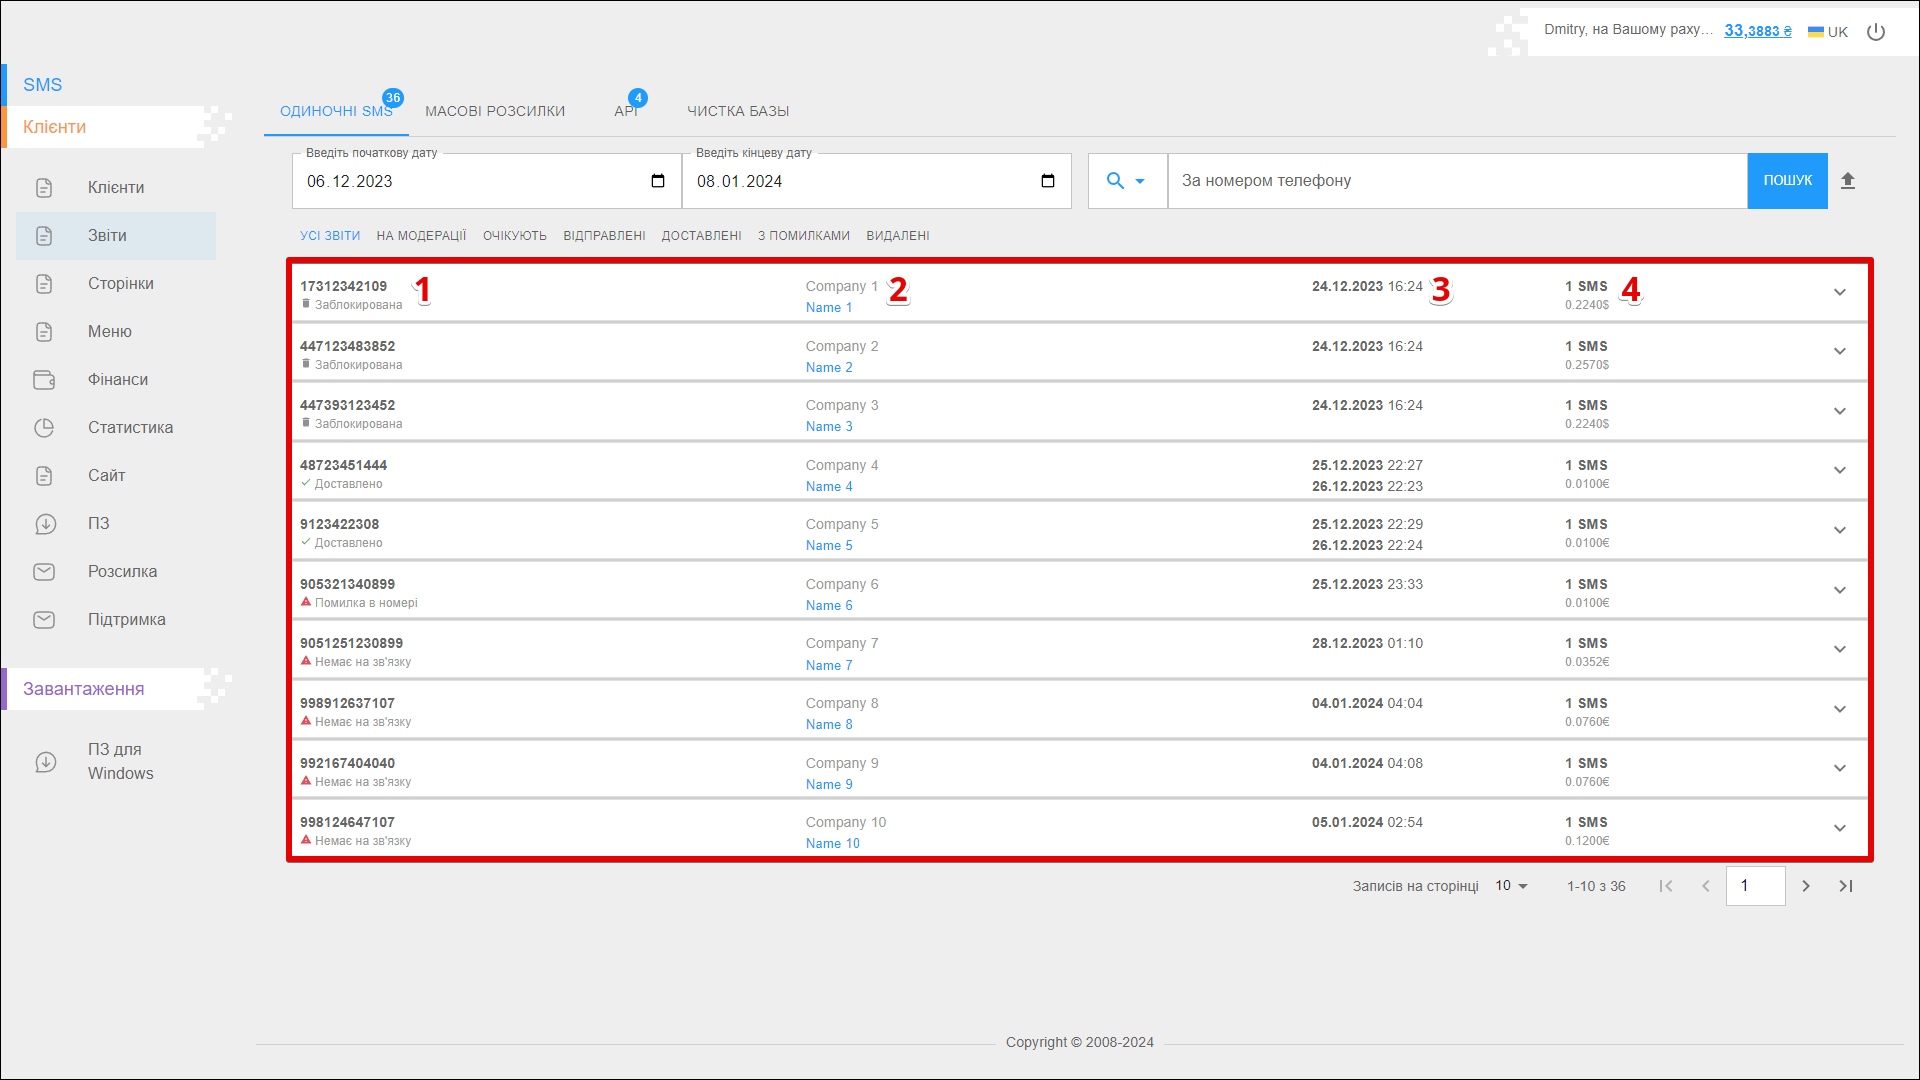 Dmitry, на Вашому раху... 33,3883 ₴ UK
SMS
Клієнти
Клієнти
Звіти
Сторінки
Меню
Фінанси
Статистика
Сайт
ПЗ
Розсилка
Підтримка
Завантаження
ПЗ для
Windows
ОДИНОЧНІ SMS 36 МАСОВІ РОЗСИЛКИ API 4 ЧИСТКА БАЗЫ
Введіть початкову дату Введіть кінцеву дату
06.12.2023 08.01.2024 За номером телефону ПОШУК
УСІ ЗВІТИ НА МОДЕРАЦІЇ ОЧІКУЮТЬ ВІДПРАВЛЕНІ ДОСТАВЛЕНІ З ПОМИЛКАМИ ВИДАЛЕНІ
17312342109 1 Company 1 2 24.12.2023 16:24 3 1 SMS 4
Заблокирована Name 1 0.2240$
447123483852 Company 2 24.12.2023 16:24 1 SMS
Заблокирована Name 2 0.2570$
447393123452 Company 3 24.12.2023 16:24 1 SMS
Заблокирована Name 3 0.2240$
48723451444 Company 4 25.12.2023 22:27 1 SMS
Доставлено Name 4 26.12.2023 22:23 0.0100€
9123422308 Company 5 25.12.2023 22:29 1 SMS
Доставлено Name 5 26.12.2023 22:24 0.0100€
905321340899 Company 6 25.12.2023 23:33 1 SMS
Помилка в номері Name 6 0.0100€
9051251230899 Company 7 28.12.2023 01:10 1 SMS
Немає на зв'язку Name 7 0.0352€
998912637107 Company 8 04.01.2024 04:04 1 SMS
Немає на зв'язку Name 8 0.0760€
992167404040 Company 9 04.01.2024 04:08 1 SMS
Немає на зв'язку Name 9 0.0760€
998124647107 Company 10 05.01.2024 02:54 1 SMS
Немає на зв'язку Name 10 0.1200€
Записів на сторінці 10 1-10 з 36 1
Copyright © 2008-2024